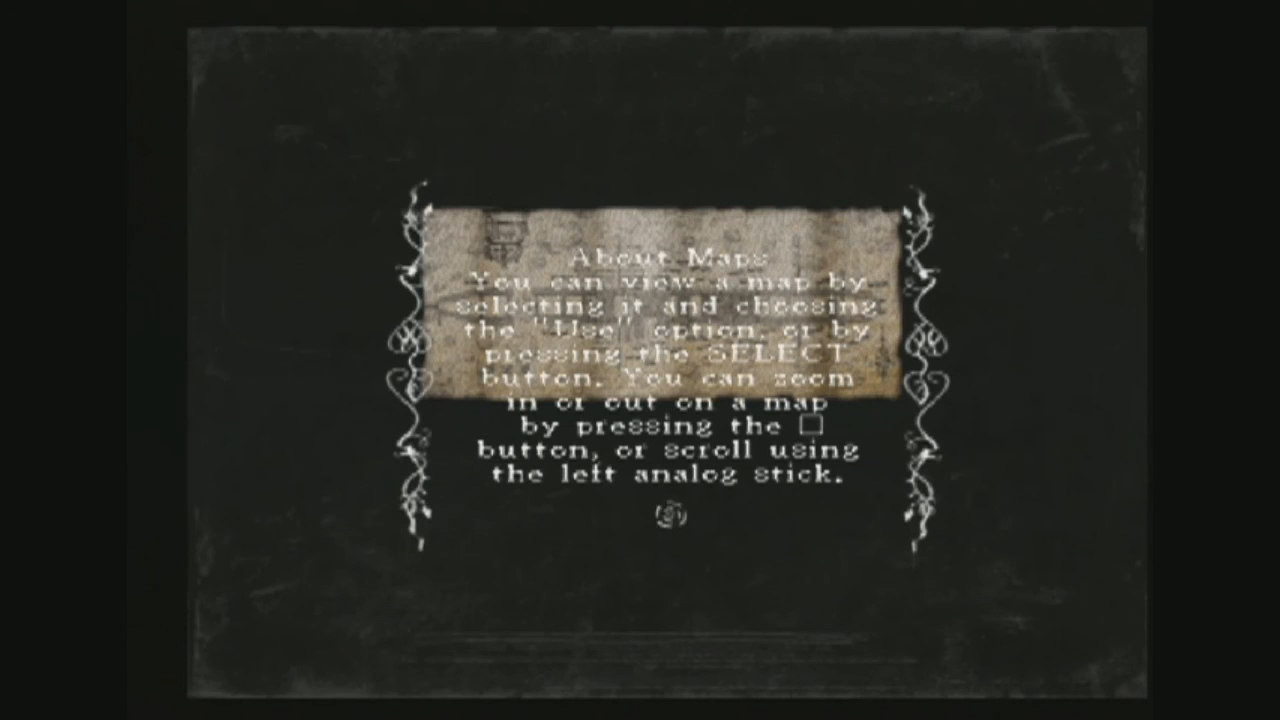 About Maps
You can view a map by
selecting it and choosing
the "Use" option, or by
pressing the SELECT
button. You can zoom
in or out on a map
by pressing the □
button, or scroll using
the left analog stick.